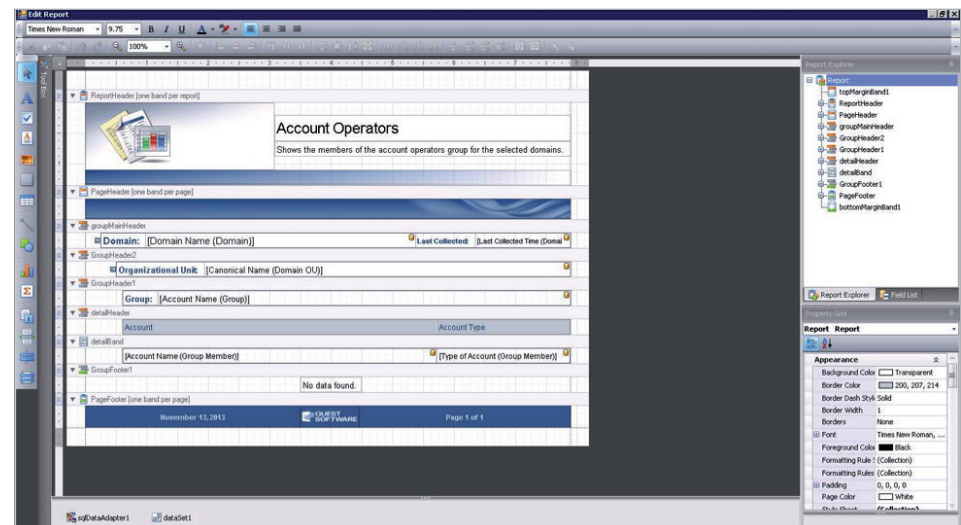 Edit Report
Times New Roman 9.75 B I U A
100%
Tool Box
ReportHeader [one band per report]
Account Operators
Shows the members of the account operators group for the selected domains.
PageHeader [one band per page]
groupMainHeader
Domain: [Domain Name (Domain)] Last Collected: [Last Collected Time (Domai
GroupHeader2
Organizational Unit: [Canonical Name (Domain OU)]
GroupHeader1
Group: [Account Name (Group)]
detailHeader
Account Account Type
detailBand
[Account Name (Group Member)] [Type of Account (Group Member)]
GroupFooter1
No data found.
PageFooter [one band per page]
November 13, 2013 QUEST SOFTWARE Page 1 of 1
sqlDataAdapter1 dataSet1
Report Explorer
Report
topMarginBand1
ReportHeader
PageHeader
groupMainHeader
GroupHeader2
GroupHeader1
detailHeader
detailBand
GroupFooter1
PageFooter
bottomMarginBand1
Report Explorer Field List
Property Grid
Report Report
Appearance
Background Colo Transparent
Border Color 200, 207, 214
Border Dash Style Solid
Border Width 1
Borders None
Font Times New Roman, ...
Foreground Colo Black
Formatting Rule S (Collection)
Formatting Rules (Collection)
Padding 0, 0, 0, 0
Page Color White
Style Sheet (Collection)